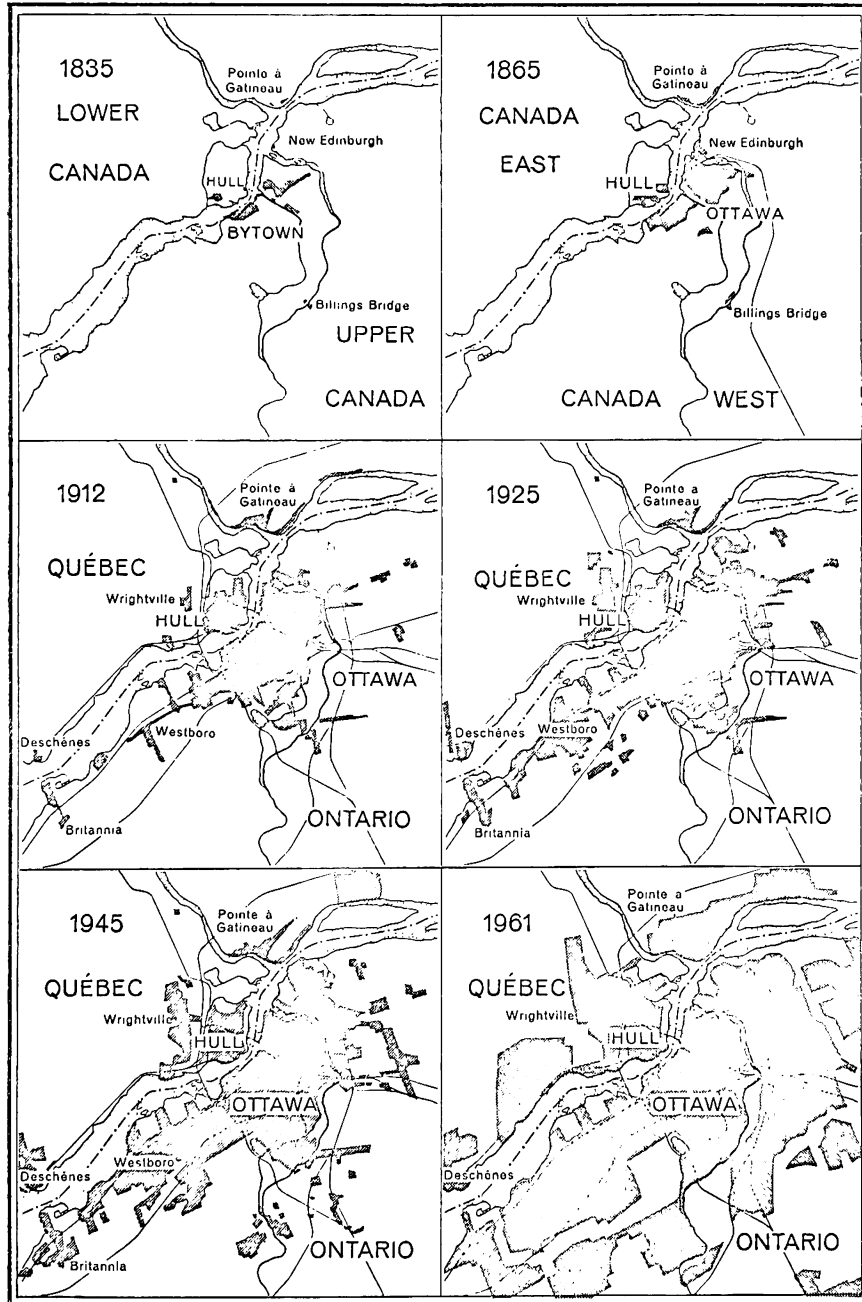 1835
LOWER
CANADA
Pointe à
Gatineau
New Edinburgh
HULL
BYTOWN
Billings Bridge
UPPER
CANADA
1865
CANADA
EAST
Pointe à
Gatineau
New Edinburgh
HULL
OTTAWA
Billings Bridge
CANADA WEST
1912
QUÉBEC
Pointe à
Gatineau
Wrightville
HULL
OTTAWA
Deschênes
Westboro
Britannia
ONTARIO
1925
QUÉBEC
Pointe a
Gatineau
Wrightville
HULL
OTTAWA
Deschênes
Westboro
Britannia
ONTARIO
1945
QUÉBEC
Pointe à
Gatineau
Wrightville
HULL
OTTAWA
Westboro
Deschênes
Britannia
ONTARIO
1961
QUÉBEC
Pointe à
Gatineau
Wrightville
HULL
OTTAWA
Deschênes
ONTARIO